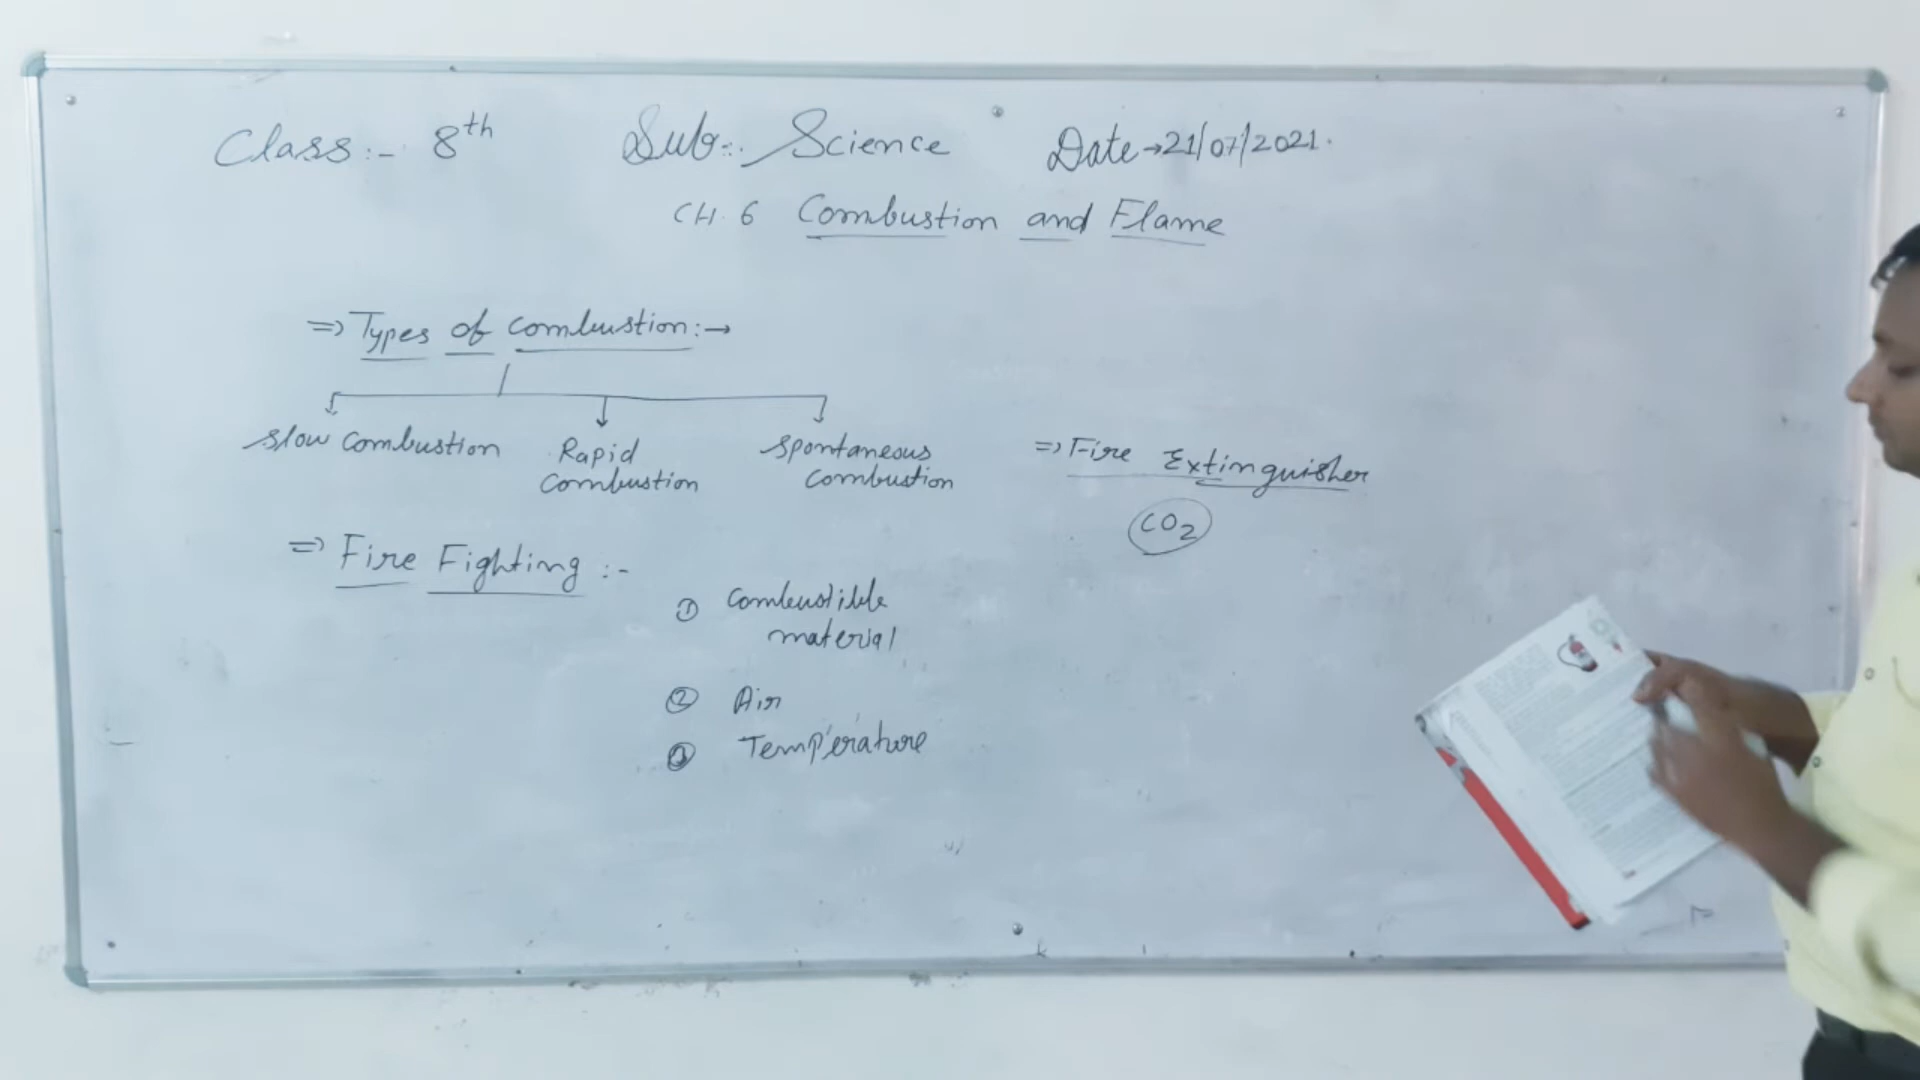 Class:- 8th Sub:. Science Date→21/07/2021.
CH. 6 Combustion and Flame
⇒ Types of combustion:→
Slow Combustion
Rapid
Combustion
Spontaneous
Combustion
⇒ Fire Extinguisher
CO2
⇒ Fire Fighting :-
① Combustible
material
② Air
③ Temperature